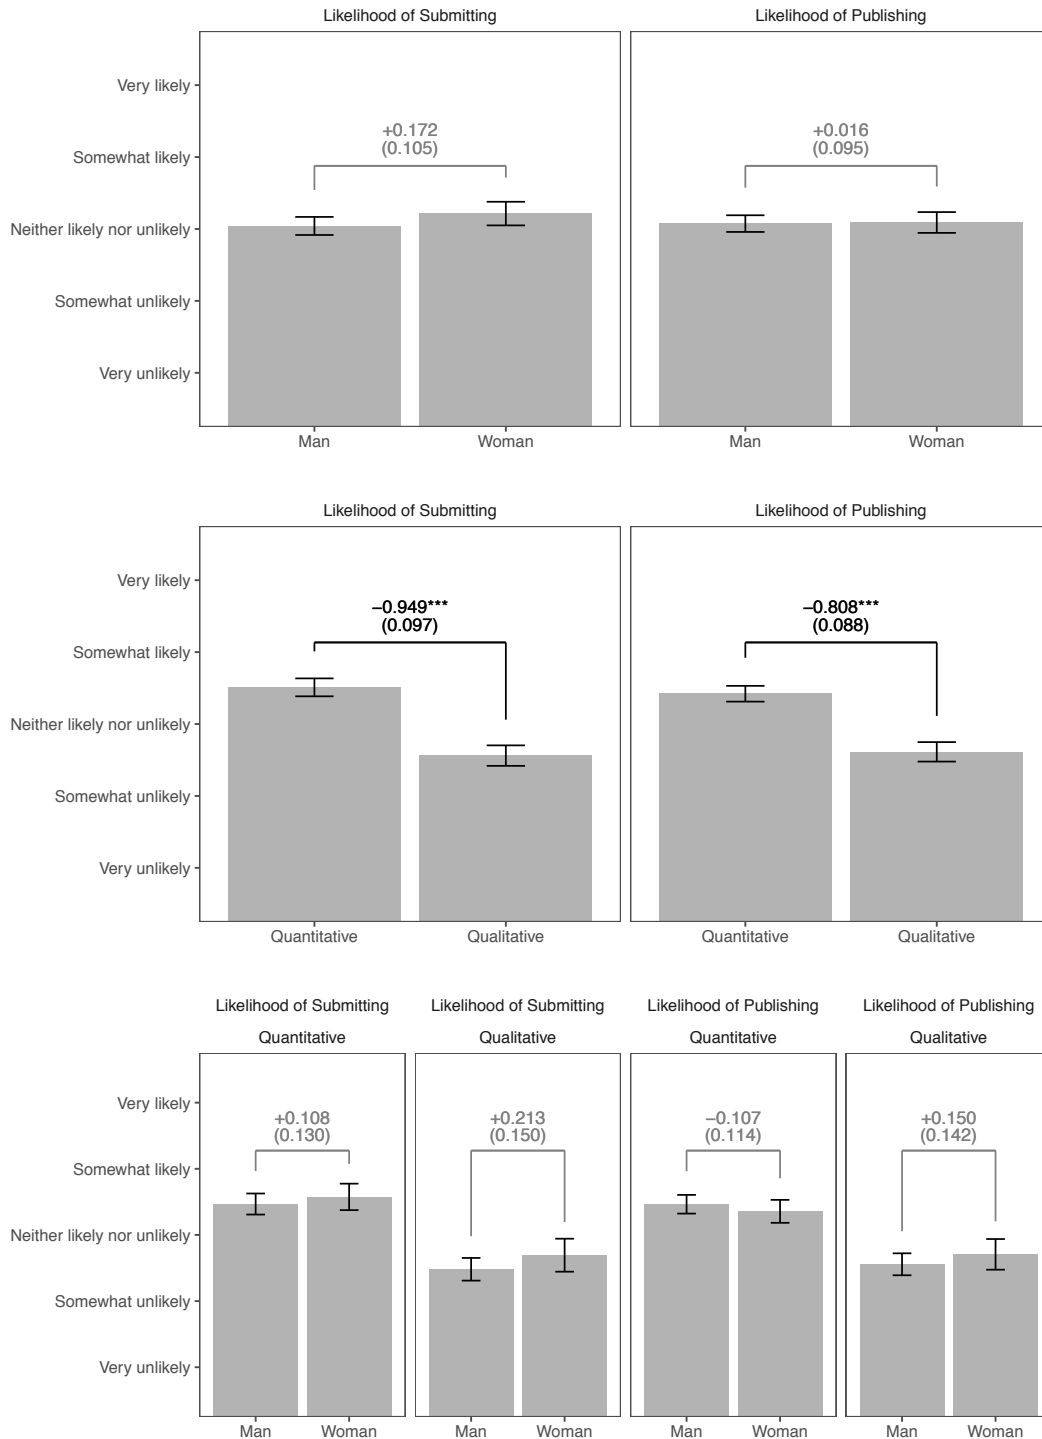 Likelihood of Submitting
Likelihood of Publishing
Very likely
Somewhat likely
Neither likely nor unlikely
Somewhat unlikely
Very unlikely
+0.172
(0.105)
+0.016
(0.095)
Man
Woman
Man
Woman
Likelihood of Submitting
Likelihood of Publishing
Very likely
Somewhat likely
Neither likely nor unlikely
Somewhat unlikely
Very unlikely
−0.949***
(0.097)
−0.808***
(0.088)
Quantitative
Qualitative
Quantitative
Qualitative
Likelihood of Submitting
Quantitative
Likelihood of Submitting
Qualitative
Likelihood of Publishing
Quantitative
Likelihood of Publishing
Qualitative
Very likely
Somewhat likely
Neither likely nor unlikely
Somewhat unlikely
Very unlikely
+0.108
(0.130)
+0.213
(0.150)
−0.107
(0.114)
+0.150
(0.142)
Man
Woman
Man
Woman
Man
Woman
Man
Woman